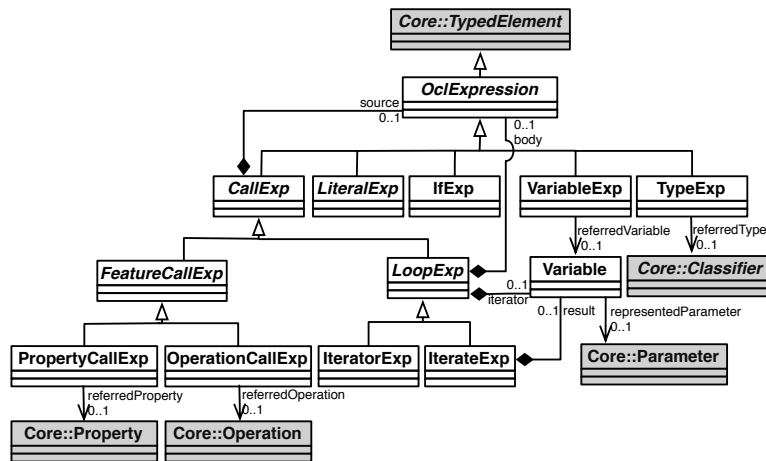 Core::TypedElement
OclExpression
source
0..1
0..1
body
CallExp
LiteralExp
IfExp
VariableExp
TypeExp
referredVariable
0..1
referredType
0..1
FeatureCallExp
LoopExp
0..1
iterator
Variable
Core::Classifier
0..1 result
representedParameter
0..1
PropertyCallExp
OperationCallExp
IteratorExp
IterateExp
Core::Parameter
referredProperty
0..1
referredOperation
0..1
Core::Property
Core::Operation